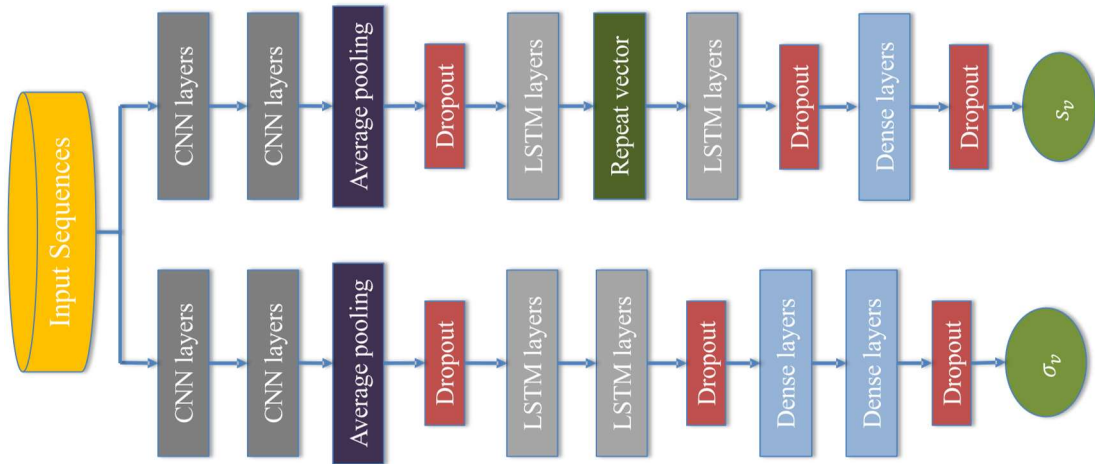 Input Sequences
CNN layers
CNN layers
Average pooling
Dropout
LSTM layers
Repeat vector
LSTM layers
Dropout
Dense layers
Dropout
s_v
CNN layers
CNN layers
Average pooling
Dropout
LSTM layers
LSTM layers
Dropout
Dense layers
Dense layers
Dropout
σ_v